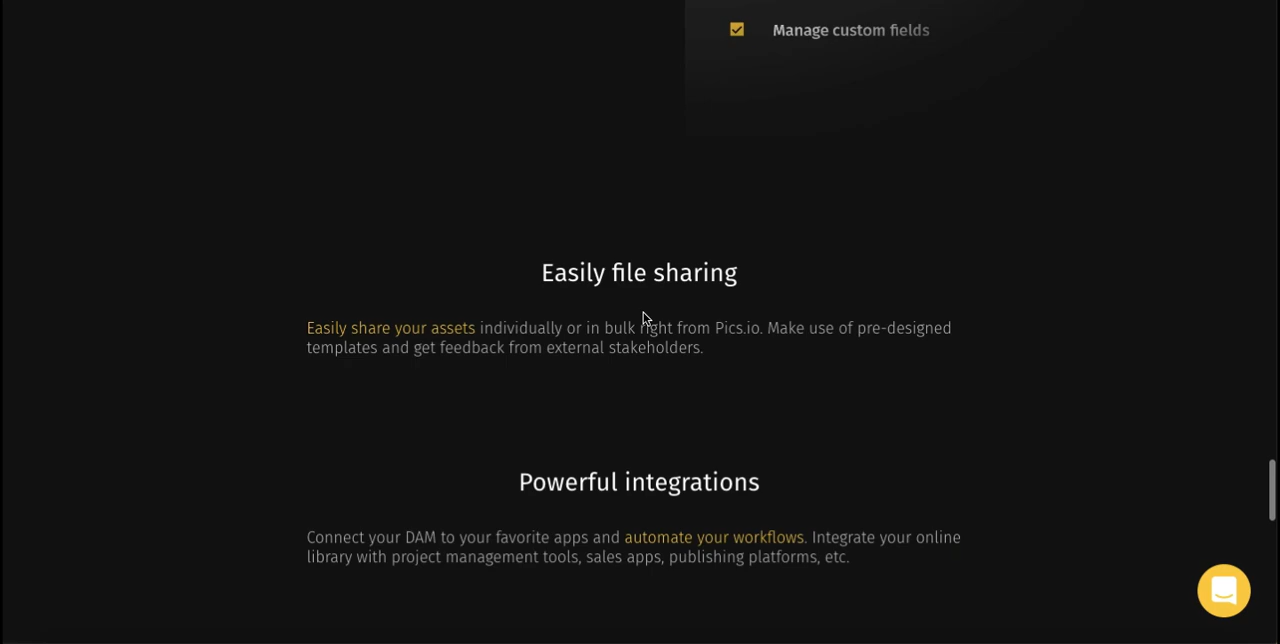 Manage custom fields
Easily file sharing
Easily share your assets individually or in bulk right from Pics.io. Make use of pre-designed
templates and get feedback from external stakeholders.
Powerful integrations
Connect your DAM to your favorite apps and automate your workflows. Integrate your online
library with project management tools, sales apps, publishing platforms, etc.